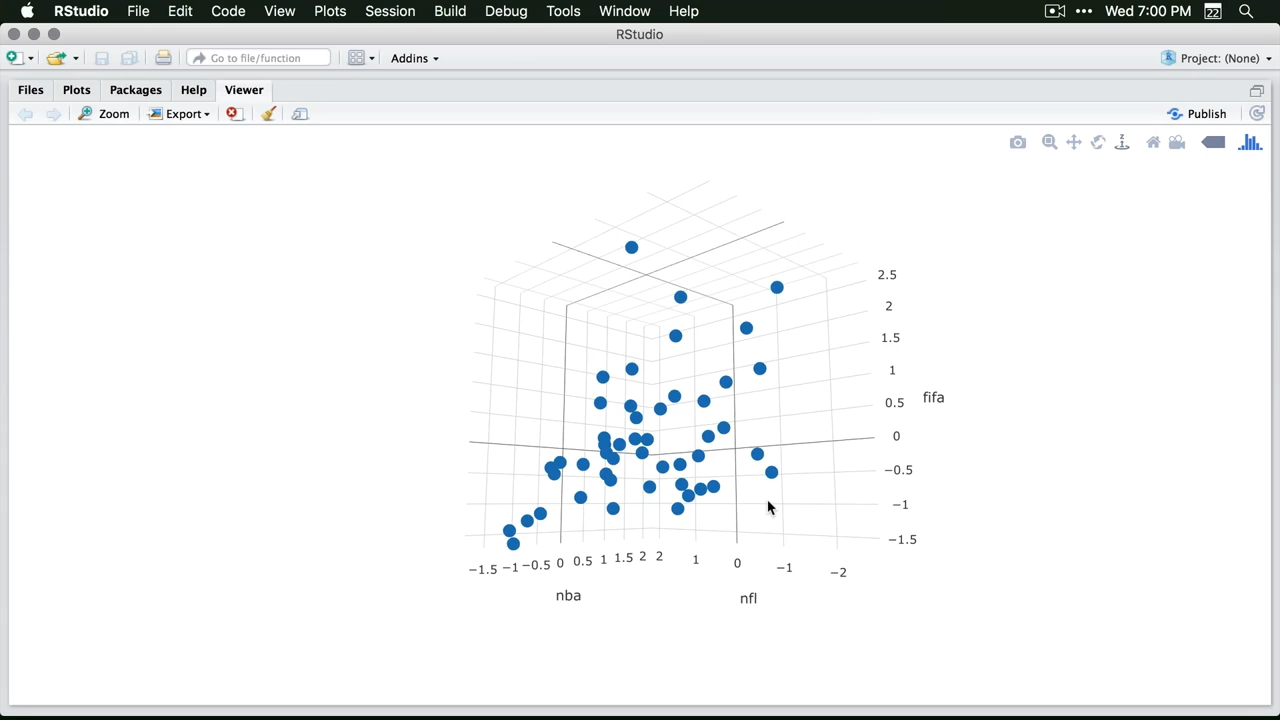 RStudio File Edit Code View Plots Session Build Debug Tools Window Help Wed 7:00 PM 22
RStudio
Go to file/function Addins Project: (None)
Files Plots Packages Help Viewer
Zoom Export Publish
z
2.5
2
1.5
1
0.5
fifa
0
−0.5
−1
−1.5
−1.5 −1 −0.5 0 0.5 1 1.5 2 2 1 0 −1 −2
nba nfl